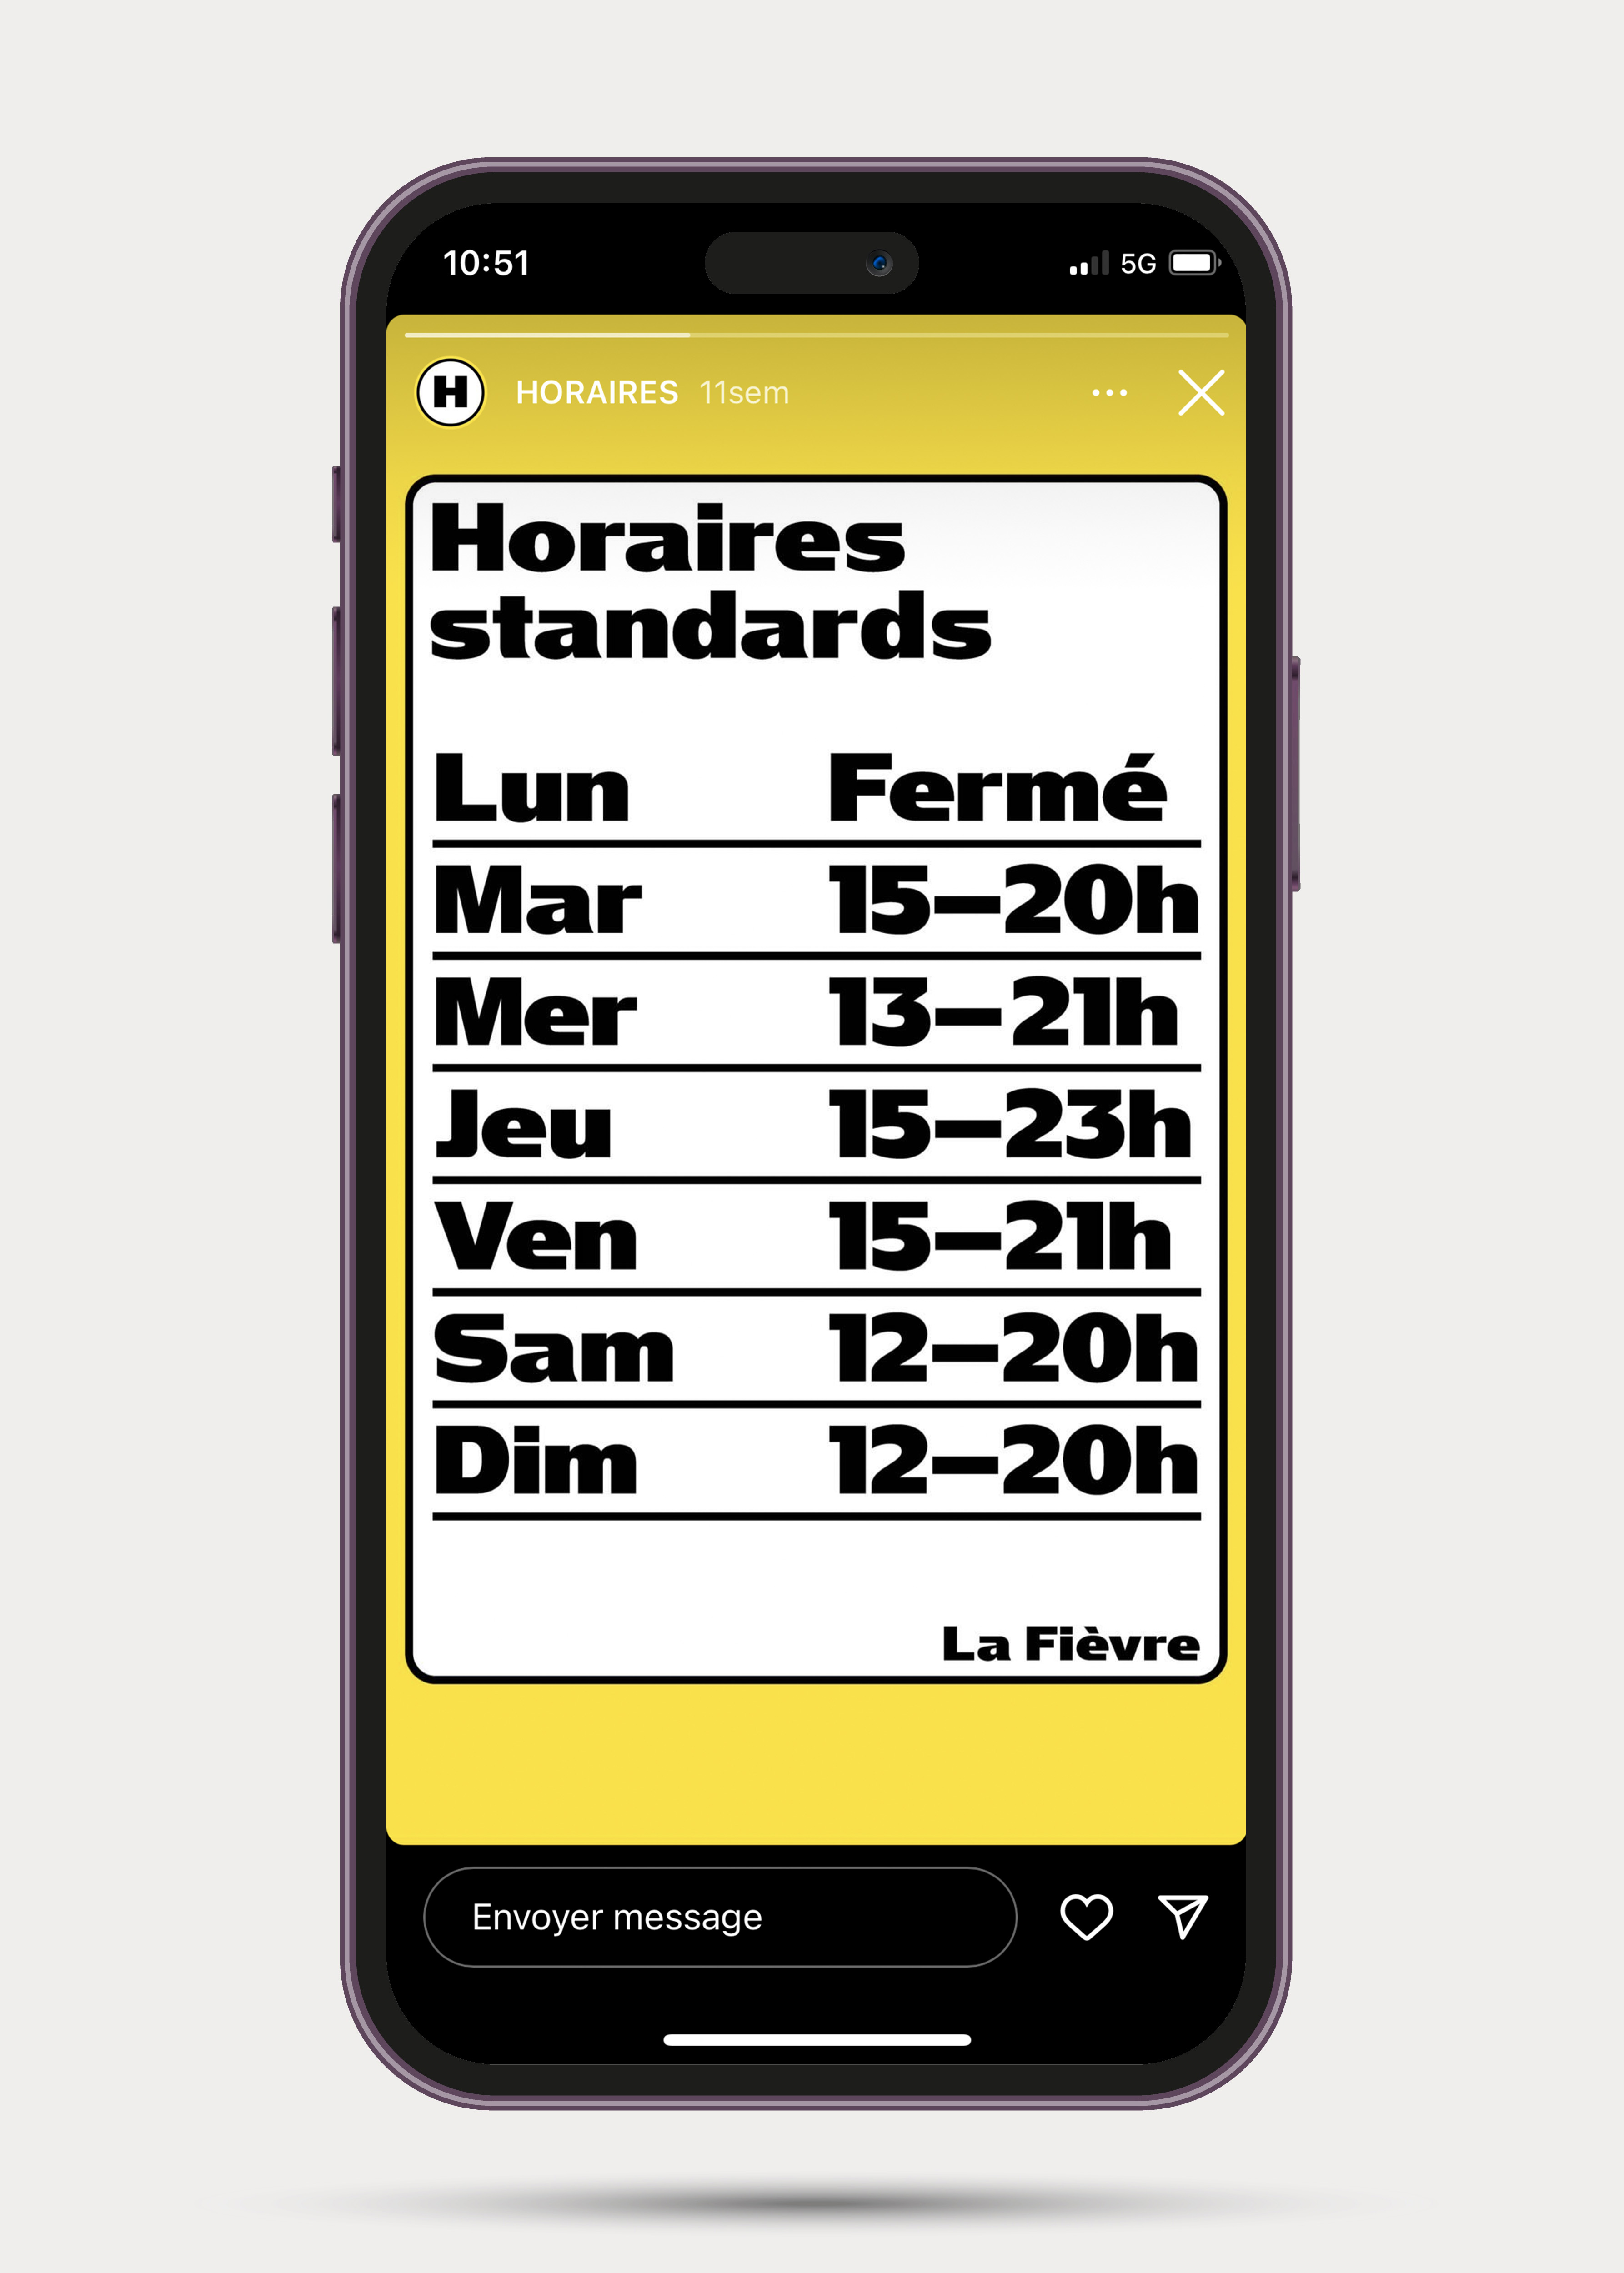 10:51 5G
H HORAIRES 11sem
Horaires
standards
Lun Fermé
Mar 15—20h
Mer 13—21h
Jeu 15—23h
Ven 15—21h
Sam 12—20h
Dim 12—20h
La Fièvre
Envoyer message